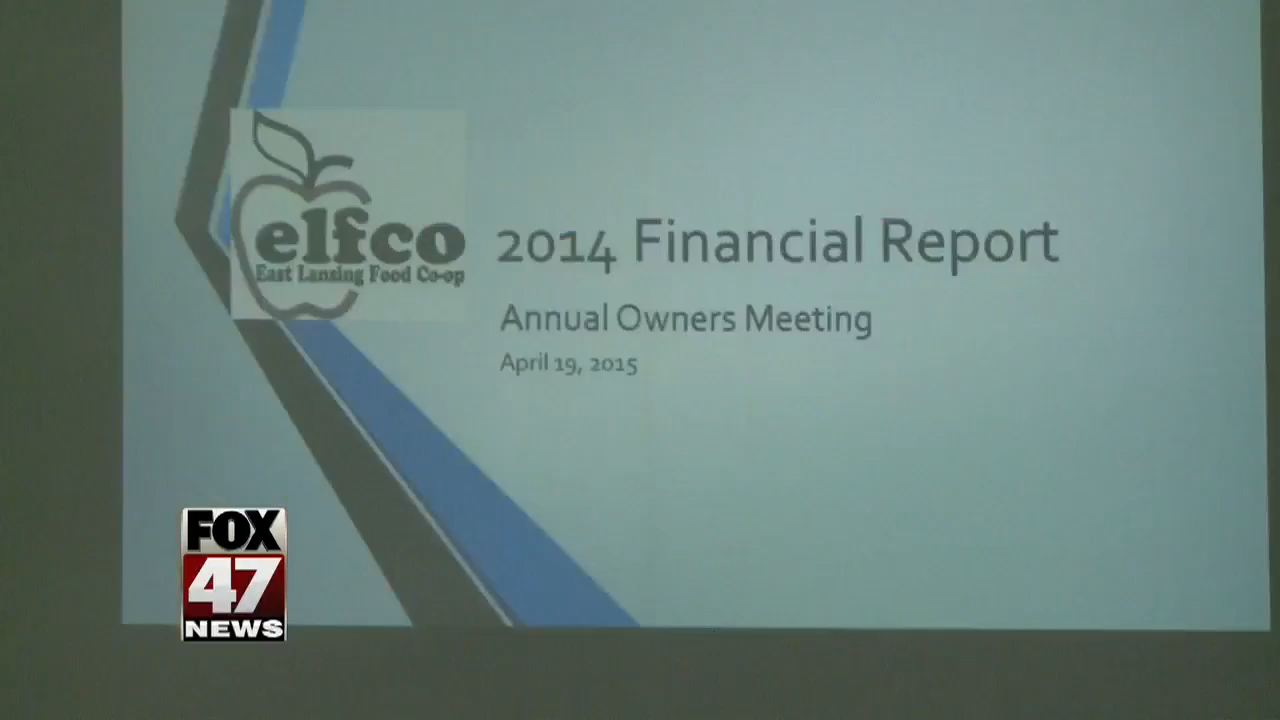 elfco
East Lansing Food Co-op
2014 Financial Report
Annual Owners Meeting
April 19, 2015
FOX
47
NEWS